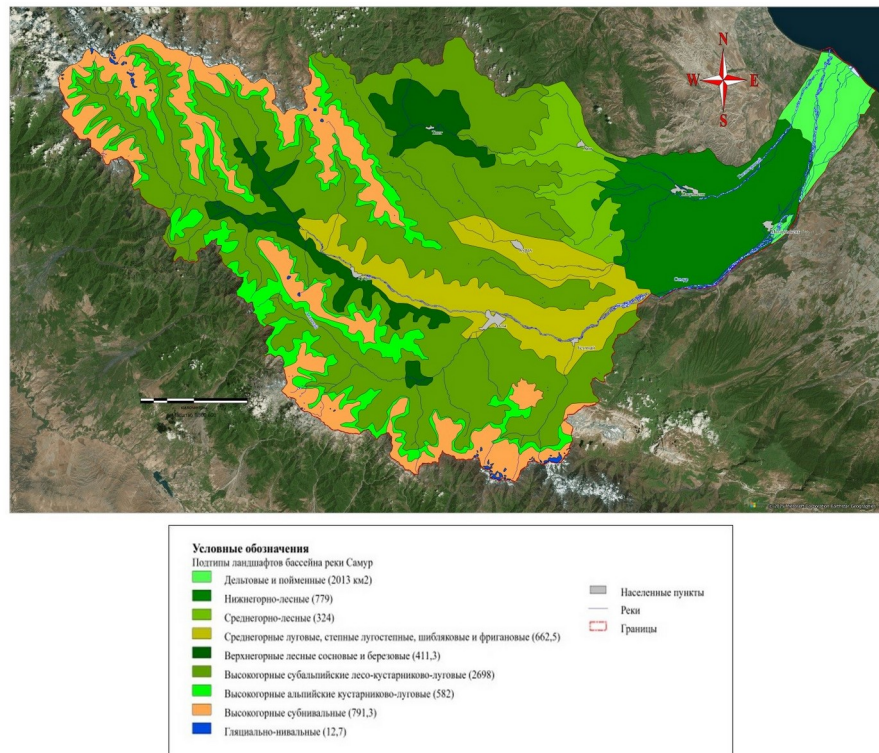 N
W E
S
Условные обозначения
Подтипы ландшафтов бассейна реки Самур
Дельтовые и пойменные (2013 км2)
Нижнегорно-лесные (779)
Среднегорно-лесные (324)
Среднегорные луговые, степные лугостепные, шибляковые и фригановые (662,5)
Верхнегорные лесные сосновые и березовые (411,3)
Высокогорные субальпийские лесо-кустарниково-луговые (2698)
Высокогорные альпийские кустарниково-луговые (582)
Высокогорные субнивальные (791,3)
Гляциально-нивальные (12,7)
Населенные пункты
Реки
Границы